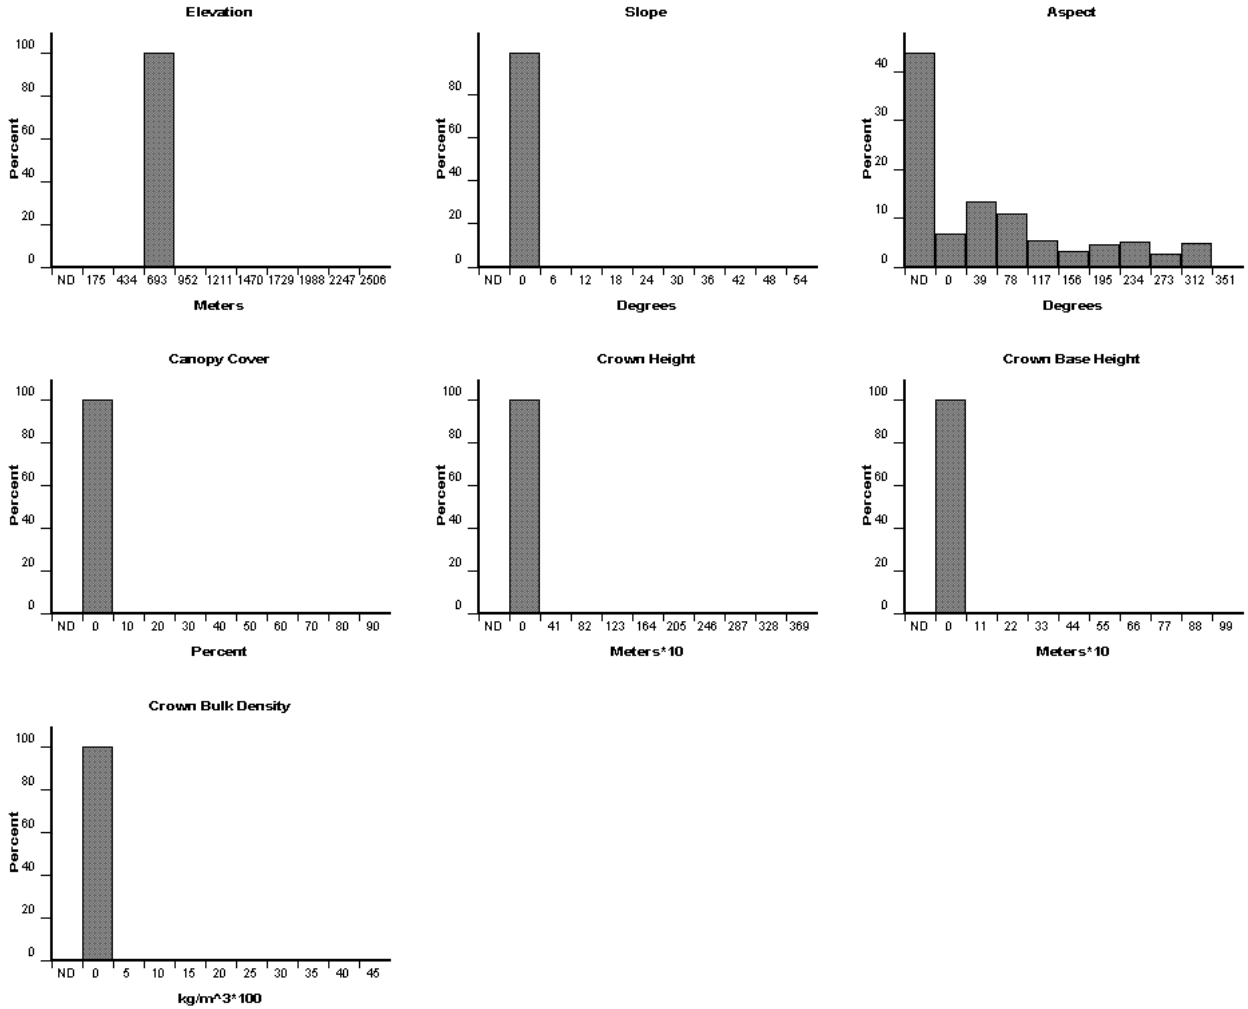 Elevation
Percent
100
80
60
40
20
0
ND 175 434 693 952 1211 1470 1729 1988 2247 2506
Meters
Slope
Percent
80
60
40
20
0
ND 0 6 12 18 24 30 36 42 48 54
Degrees
Aspect
Percent
40
30
20
10
0
ND 0 39 78 117 156 195 234 273 312 351
Degrees
Canopy Cover
Percent
100
80
60
40
20
0
ND 0 10 20 30 40 50 60 70 80 90
Percent
Crown Height
Percent
100
80
60
40
20
0
ND 0 41 82 123 164 205 246 287 328 369
Meters*10
Crown Base Height
Percent
100
80
60
40
20
0
ND 0 11 22 33 44 55 66 77 88 99
Meters*10
Crown Bulk Density
Percent
100
80
60
40
20
0
ND 0 5 10 15 20 25 30 35 40 45
kg/m^3*100